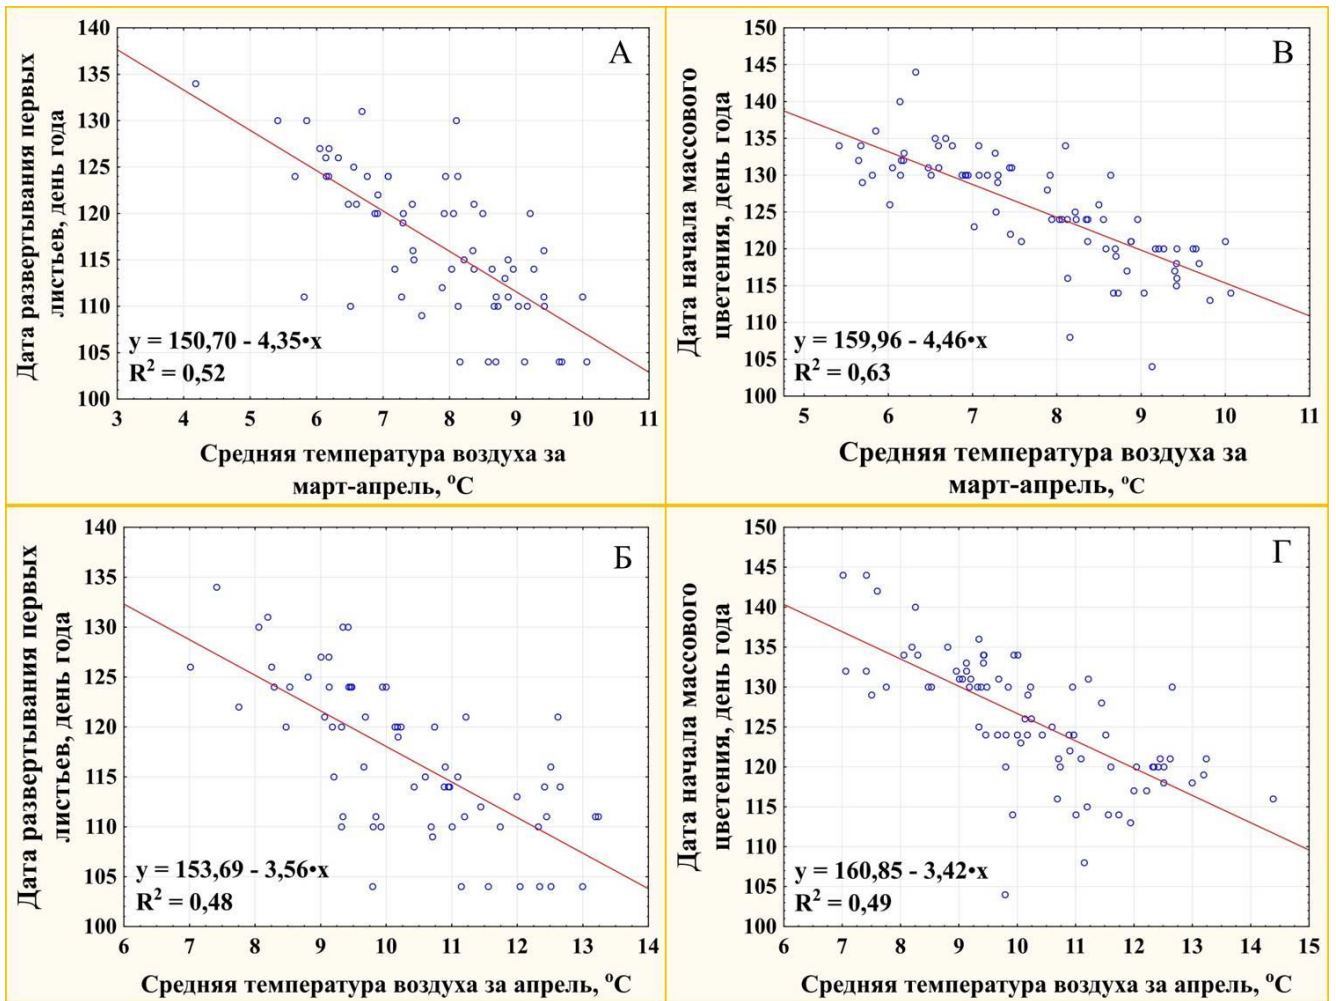 А
Дата развертывания первых
листьев, день года
140
135
130
125
120
115
110
105
100
y = 150,70 - 4,35•x
R² = 0,52
3 4 5 6 7 8 9 10 11
Средняя температура воздуха за
март-апрель, ⁰C
В
Дата начала массового
цветения, день года
150
145
140
135
130
125
120
115
110
105
100
y = 159,96 - 4,46•x
R² = 0,63
5 6 7 8 9 10 11
Средняя температура воздуха за
март-апрель, ⁰C
Б
Дата развертывания первых
листьев, день года
140
135
130
125
120
115
110
105
100
y = 153,69 - 3,56•x
R² = 0,48
6 7 8 9 10 11 12 13 14
Средняя температура воздуха за апрель, ⁰C
Г
Дата начала массового
цветения, день года
150
145
140
135
130
125
120
115
110
105
100
y = 160,85 - 3,42•x
R² = 0,49
6 7 8 9 10 11 12 13 14 15
Средняя температура воздуха за апрель, ⁰C